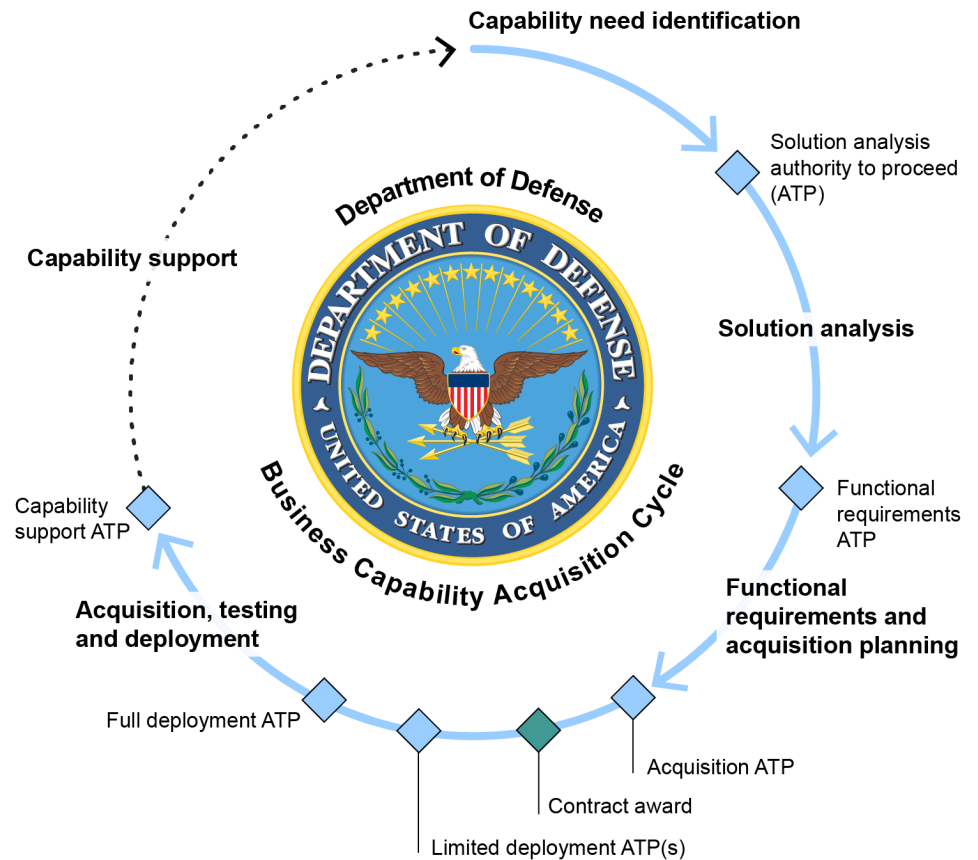 Capability need identification
Solution analysis
authority to proceed
(ATP)
Solution analysis
Functional
requirements
ATP
Functional
requirements and
acquisition planning
Acquisition ATP
Contract award
Limited deployment ATP(s)
Full deployment ATP
Acquisition, testing
and deployment
Capability
support ATP
Capability support
Department of Defense
DEPARTMENT OF DEFENSE
UNITED STATES OF AMERICA
Business Capability Acquisition Cycle